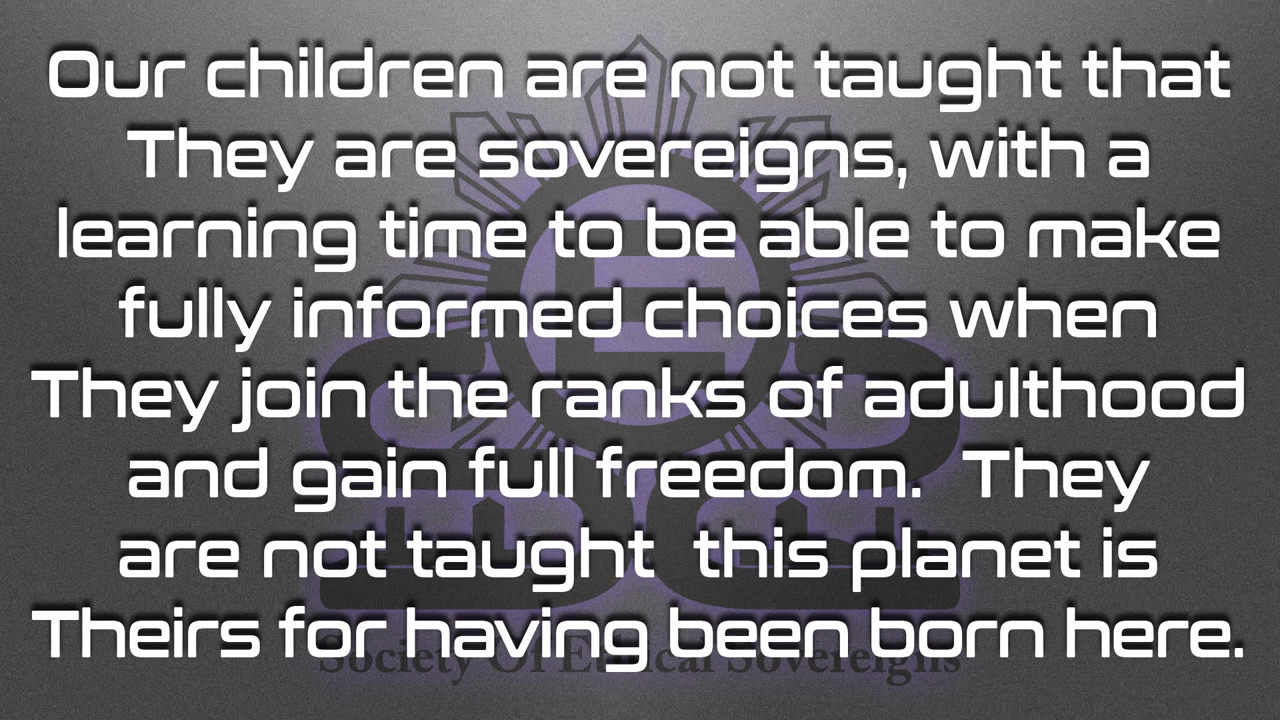 Our children are not taught that
They are sovereigns, with a
learning time to be able to make
fully informed choices when
They join the ranks of adulthood
and gain full freedom.  They
are not taught  this planet is
Theirs for having been born here.
Society Of Ethical Sovereigns